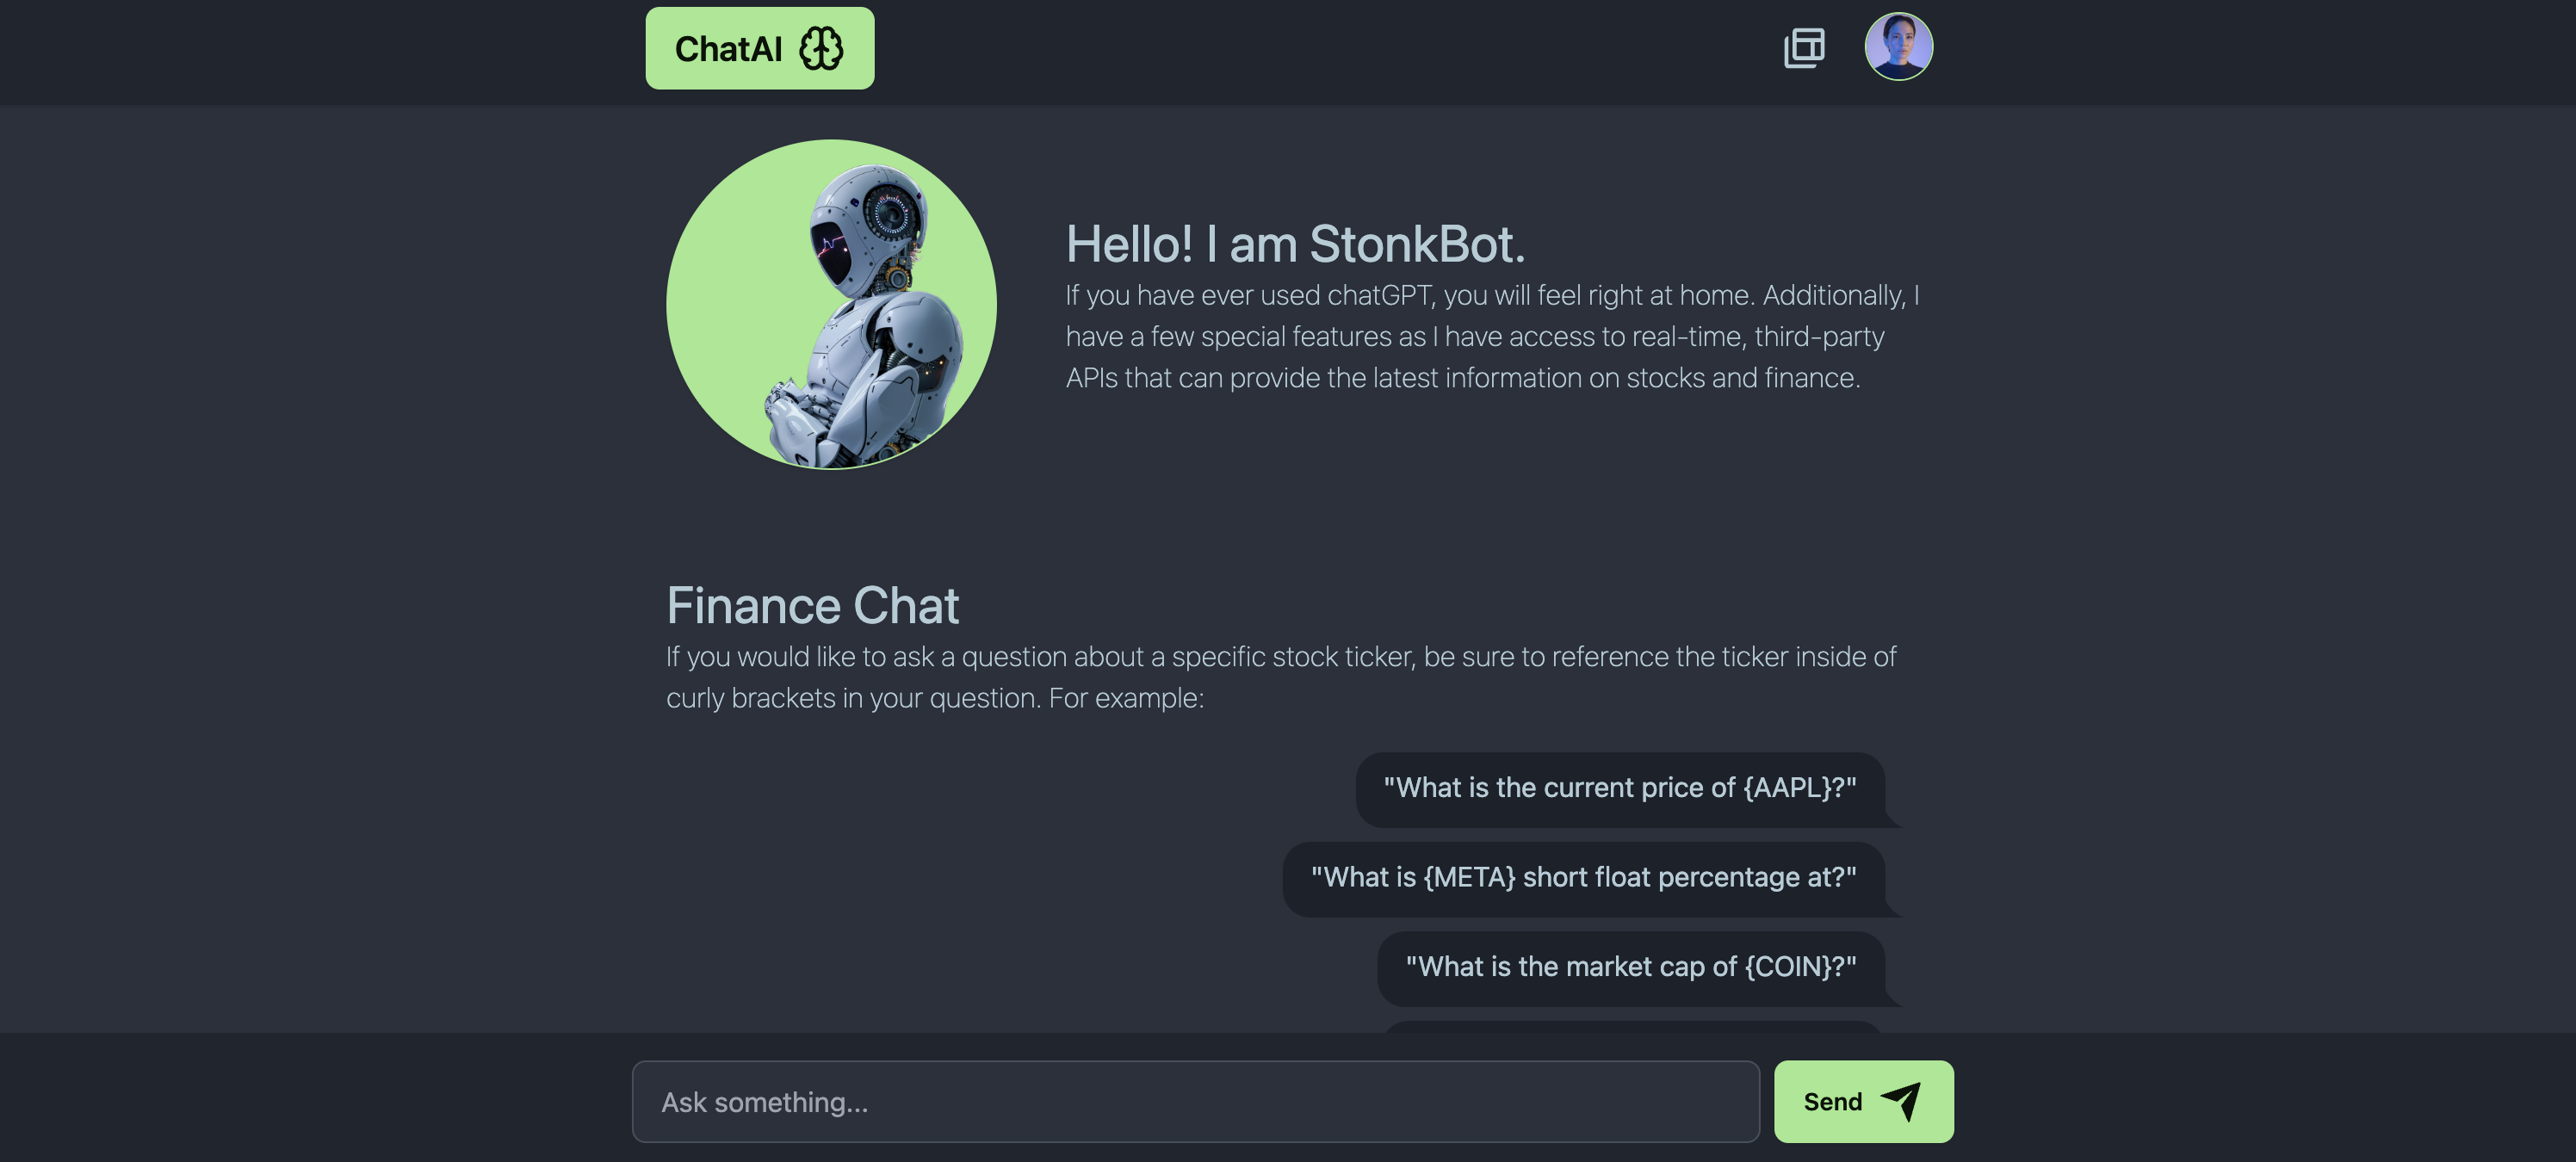 ChatAI
Hello! I am StonkBot.
If you have ever used chatGPT, you will feel right at home. Additionally, I
have a few special features as I have access to real-time, third-party
APIs that can provide the latest information on stocks and finance.
Finance Chat
If you would like to ask a question about a specific stock ticker, be sure to reference the ticker inside of
curly brackets in your question. For example:
"What is the current price of {AAPL}?"
"What is {META} short float percentage at?"
"What is the market cap of {COIN}?"
Ask something...
Send